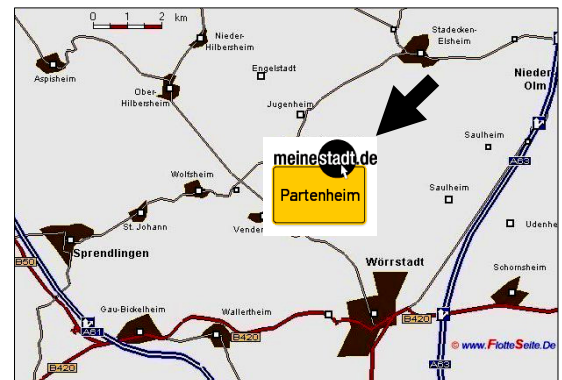 0 1 2 km
Nieder-
Hilbersheim
Stadecken-
Elsheim
Aspisheim
Engelstadt
Nieder
Olm
Ober-
Hilbersheim
Jugenheim
Saulheim
A63
meinestadt.de
Partenheim
Wolfsheim
Saulheim
St. Johann
Vender
Udenhe
Sprendlingen
B50
Wörrstadt
Schornsheim
Gau-Bickelheim
Wallertheim
A61
B420
B420
© www.FlotteSeite.De
B420
A63